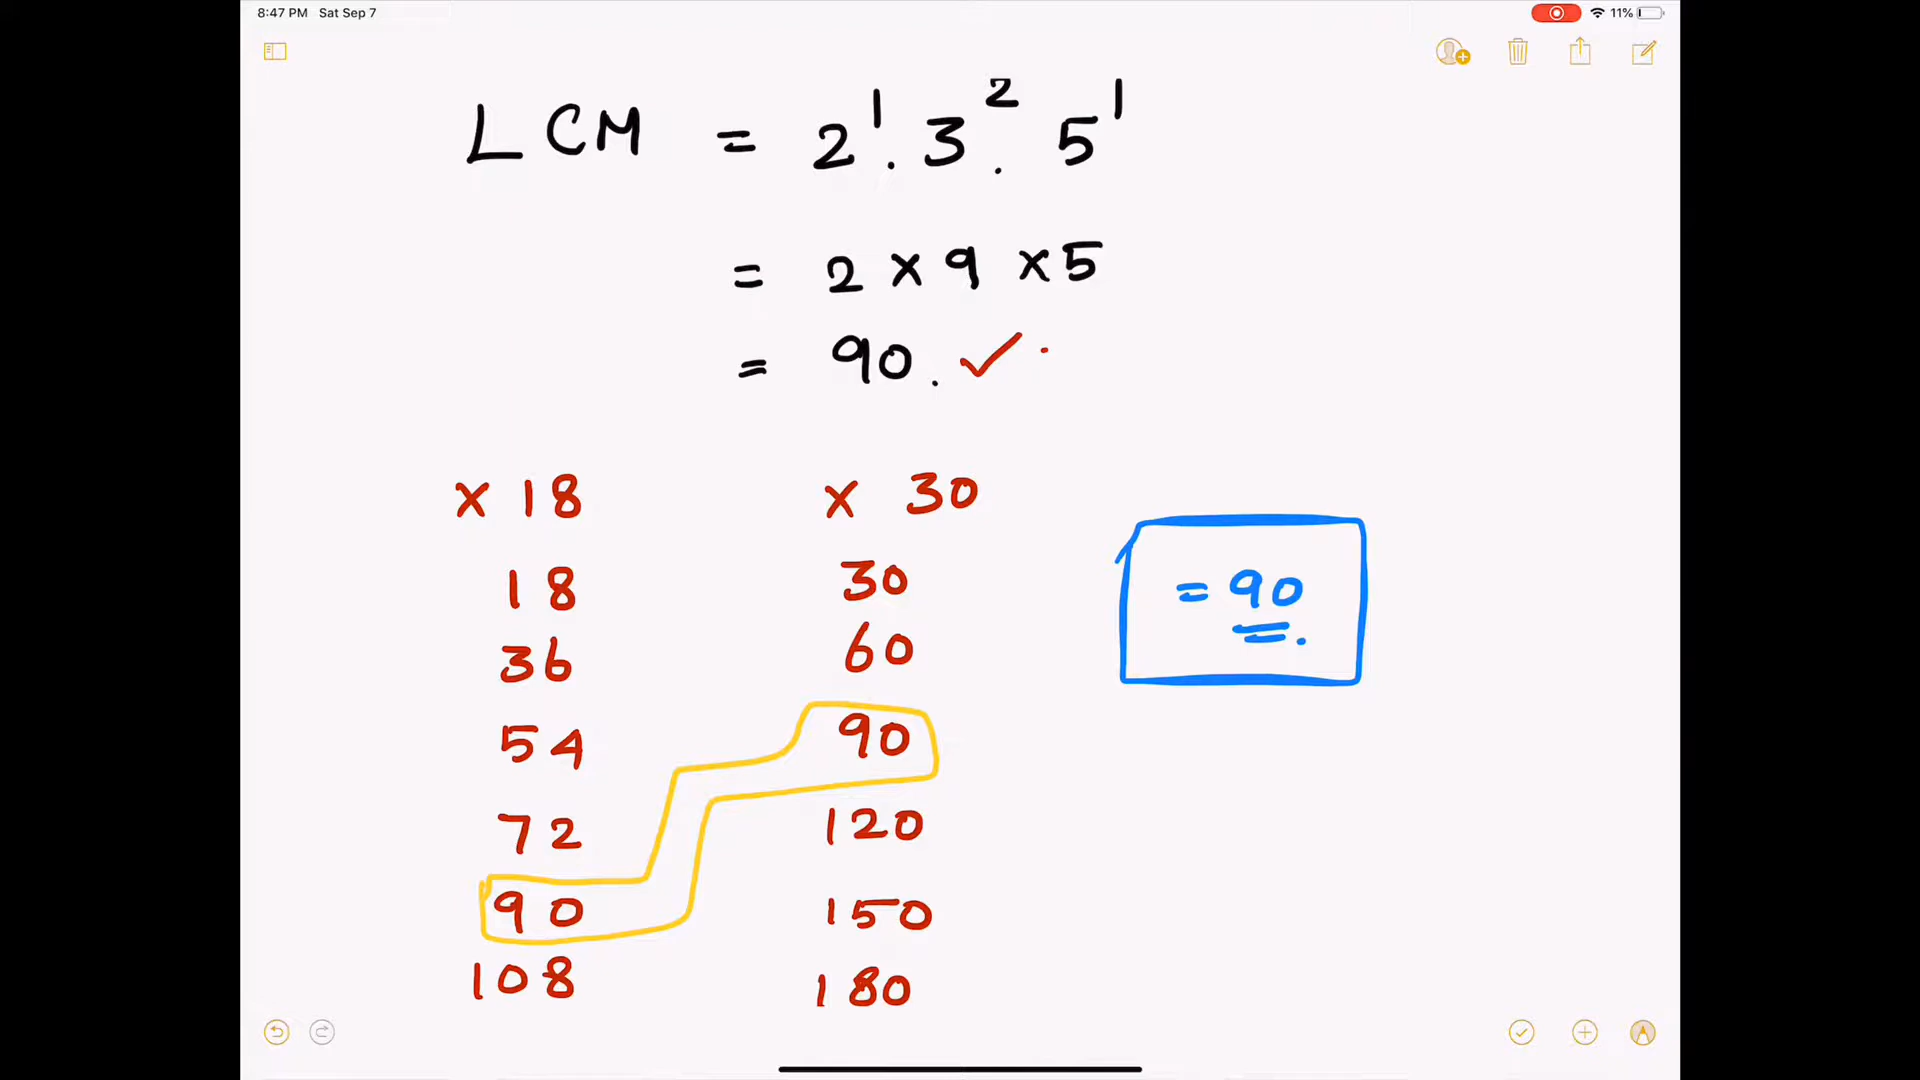 8:47 PM Sat Sep 7 11%
LCM = 2¹ . 3² . 5¹
= 2 × 9 × 5
= 90. ✓
× 18 × 30
18 30
= 90.
36 60
54 90
72 120
90 150
108 180